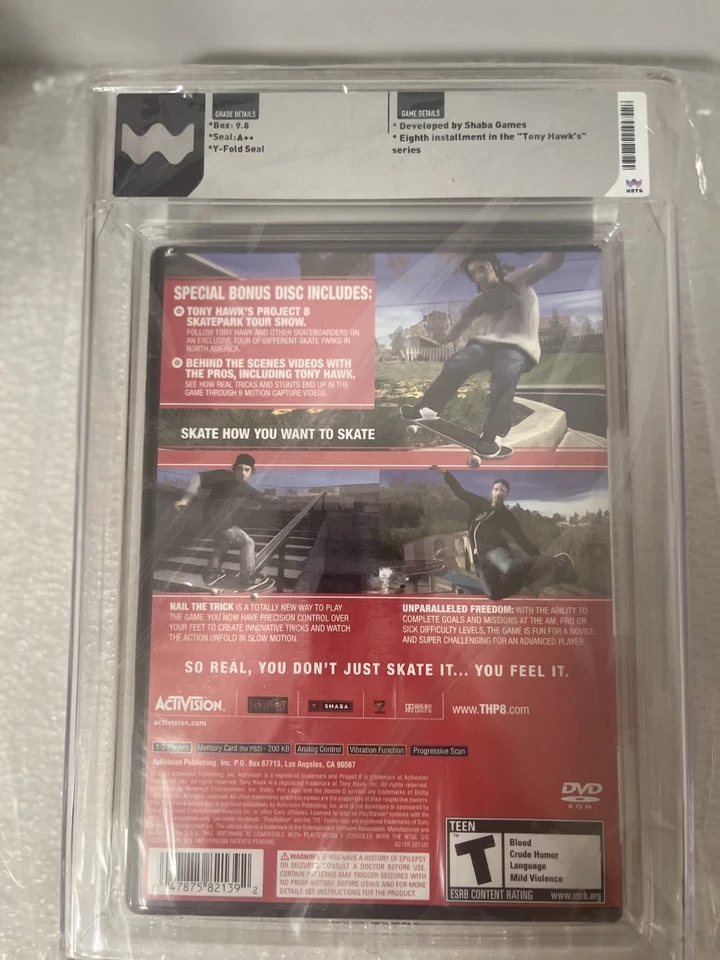 GRADE DETAILS
*Box: 9.8
*Seal: A++
*Y-Fold Seal
GAME DETAILS
* Developed by Shaba Games
* Eighth installment in the "Tony Hawk's"
series
WATA
SPECIAL BONUS DISC INCLUDES:
TONY HAWK'S PROJECT 8
SKATEPARK TOUR SHOW.
FOLLOW TONY HAWK AND OTHER SKATEBOARDERS ON
AN EXCLUSIVE TOUR OF DIFFERENT SKATE PARKS IN
NORTH AMERICA.
BEHIND THE SCENES VIDEOS WITH
THE PROS, INCLUDING TONY HAWK.
SEE HOW REAL TRICKS AND STUNTS END UP IN THE
GAME THROUGH 9 MOTION CAPTURE VIDEOS.
SKATE HOW YOU WANT TO SKATE
NAIL THE TRICK IS A TOTALLY NEW WAY TO PLAY
THE GAME. YOU NOW HAVE PRECISION CONTROL OVER
YOUR FEET TO CREATE INNOVATIVE TRICKS AND WATCH
THE ACTION UNFOLD IN SLOW MOTION.
UNPARALLELED FREEDOM: WITH THE ABILITY TO
COMPLETE GOALS AND MISSIONS AT THE AM, PRO OR
SICK DIFFICULTY LEVELS, THE GAME IS FUN FOR A NOVICE
AND SUPER CHALLENGING FOR AN ADVANCED PLAYER.
SO REAL, YOU DON'T JUST SKATE IT... YOU FEEL IT.
ACTIVISION.
SHABA
DOLBY
www.THP8.com
activision.com
1-2 Players Memory Card (for PS2) - 200 KB Analog Control Vibration Function Progressive Scan
Activision Publishing, Inc. P.O. Box 67713, Los Angeles, CA 90067
DVD
ROM
TEEN
T
Blood
Crude Humor
Language
Mild Violence
ESRB CONTENT RATING www.esrb.org
0 47875 82139 2
WARNING: IF YOU HAVE A HISTORY OF EPILEPSY
OR SEIZURES, CONSULT A DOCTOR BEFORE USE.
CERTAIN PATTERNS MAY TRIGGER SEIZURES WITH
NO PRIOR HISTORY. BEFORE USING AND FOR MORE
DETAILS SEE INSTRUCTIONS FOR THE PRODUCT.